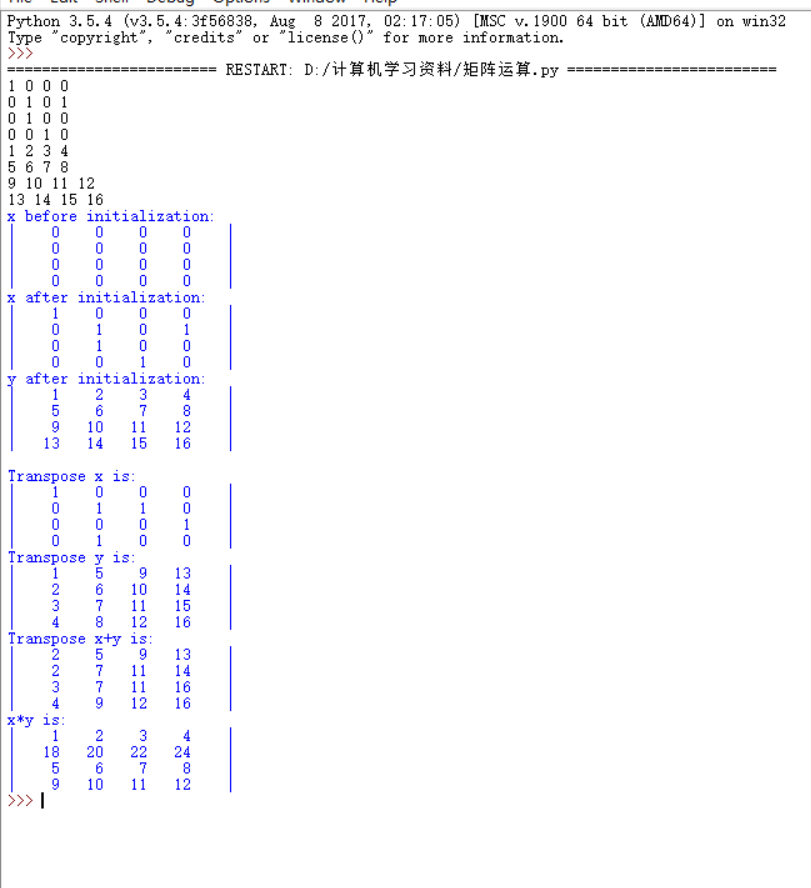 Python 3.5.4 (v3.5.4:3f56838, Aug  8 2017, 02:17:05) [MSC v.1900 64 bit (AMD64)] on win32
Type "copyright", "credits" or "license()" for more information.
>>>
======================== RESTART: D:/计算机学习资料/矩阵运算.py ========================
1 0 0 0
0 1 0 1
0 1 0 0
0 0 1 0
1 2 3 4
5 6 7 8
9 10 11 12
13 14 15 16
x before initialization:
|    0    0    0    0    |
|    0    0    0    0    |
|    0    0    0    0    |
|    0    0    0    0    |
x after initialization:
|    1    0    0    0    |
|    0    1    0    1    |
|    0    1    0    0    |
|    0    0    1    0    |
y after initialization:
|    1    2    3    4    |
|    5    6    7    8    |
|    9   10   11   12    |
|   13   14   15   16    |
Transpose x is:
|    1    0    0    0    |
|    0    1    1    0    |
|    0    0    0    1    |
|    0    1    0    0    |
Transpose y is:
|    1    5    9   13    |
|    2    6   10   14    |
|    3    7   11   15    |
|    4    8   12   16    |
Transpose x+y is:
|    2    5    9   13    |
|    2    7   11   14    |
|    3    7   11   16    |
|    4    9   12   16    |
x*y is:
|    1    2    3    4    |
|   18   20   22   24    |
|    5    6    7    8    |
|    9   10   11   12    |
>>>